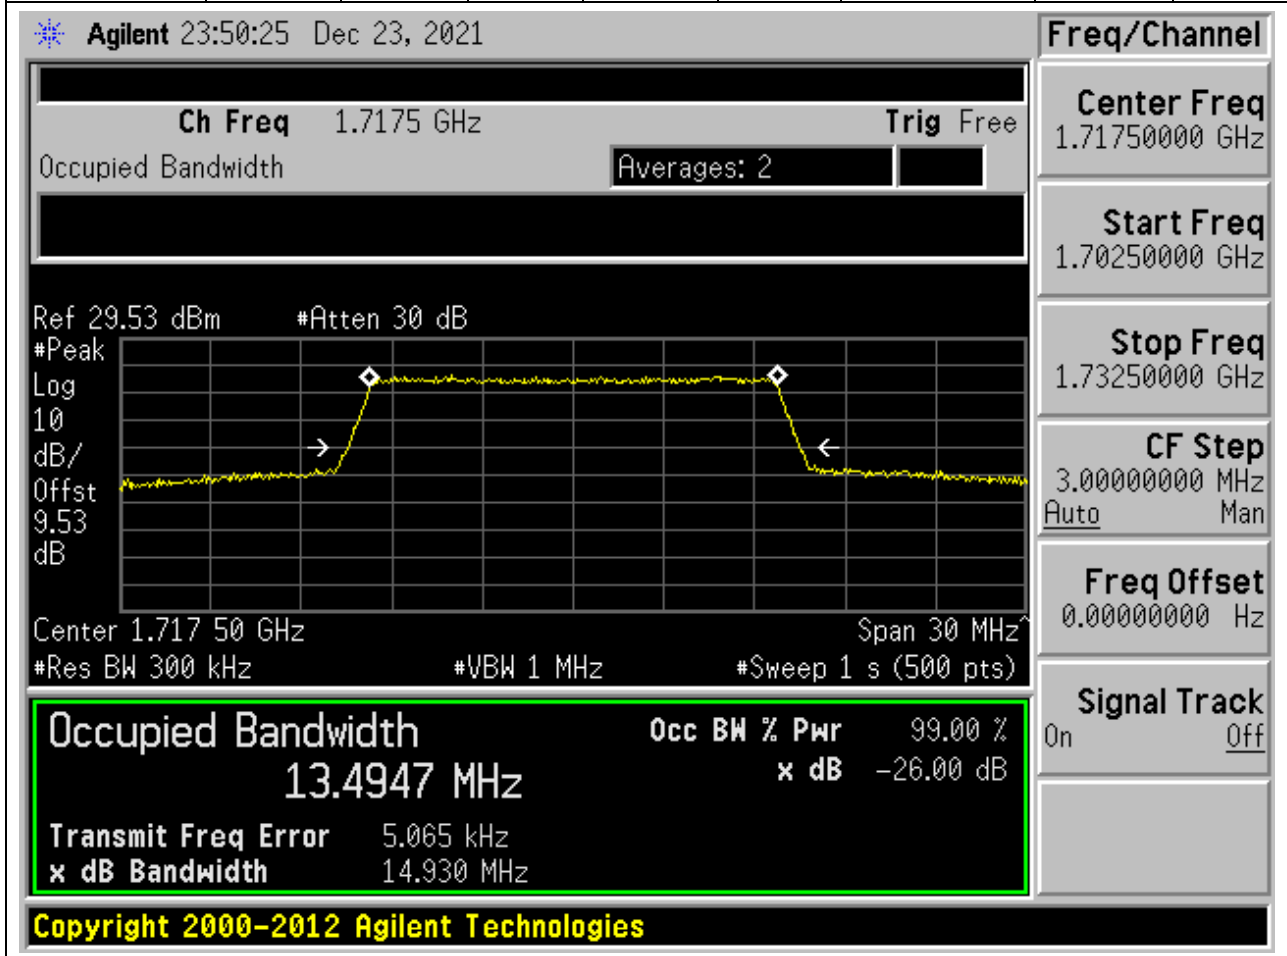 Agilent 23:50:25 Dec 23, 2021
Ch Freq 1.7175 GHz Trig Free
Occupied Bandwidth Averages: 2
Ref 29.53 dBm #Atten 30 dB
#Peak
Log
10
dB/
Offst
9.53
dB
Center 1.717 50 GHz Span 30 MHz^
#Res BW 300 kHz #VBW 1 MHz #Sweep 1 s (500 pts)
Occupied Bandwidth Occ BW % Pwr 99.00 %
13.4947 MHz x dB -26.00 dB
Transmit Freq Error 5.065 kHz
x dB Bandwidth 14.930 MHz
Copyright 2000-2012 Agilent Technologies
Freq/Channel
Center Freq
1.71750000 GHz
Start Freq
1.70250000 GHz
Stop Freq
1.73250000 GHz
CF Step
3.00000000 MHz
Auto Man
Freq Offset
0.00000000 Hz
Signal Track
On Off